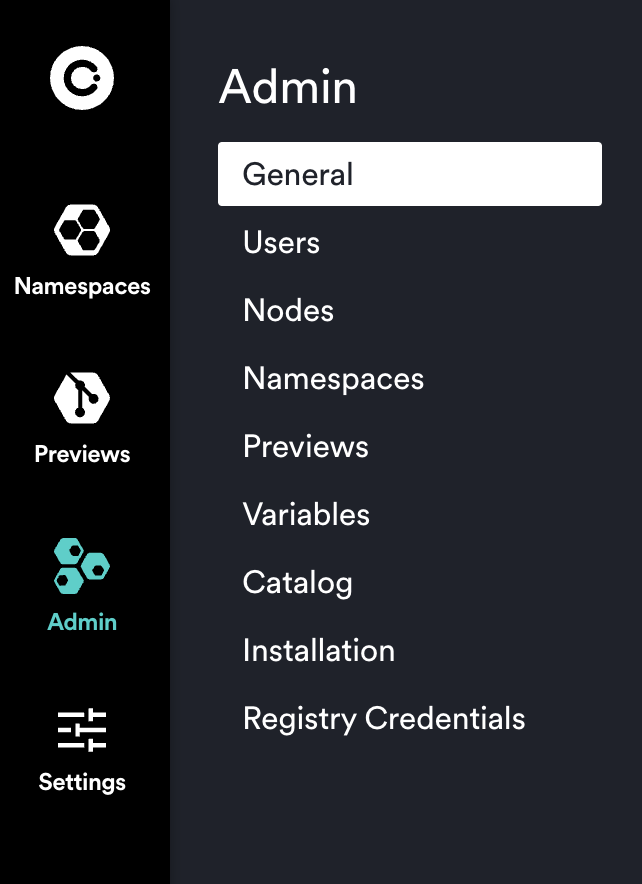 Namespaces
Previews
Admin
Settings
Admin
General
Users
Nodes
Namespaces
Previews
Variables
Catalog
Installation
Registry Credentials